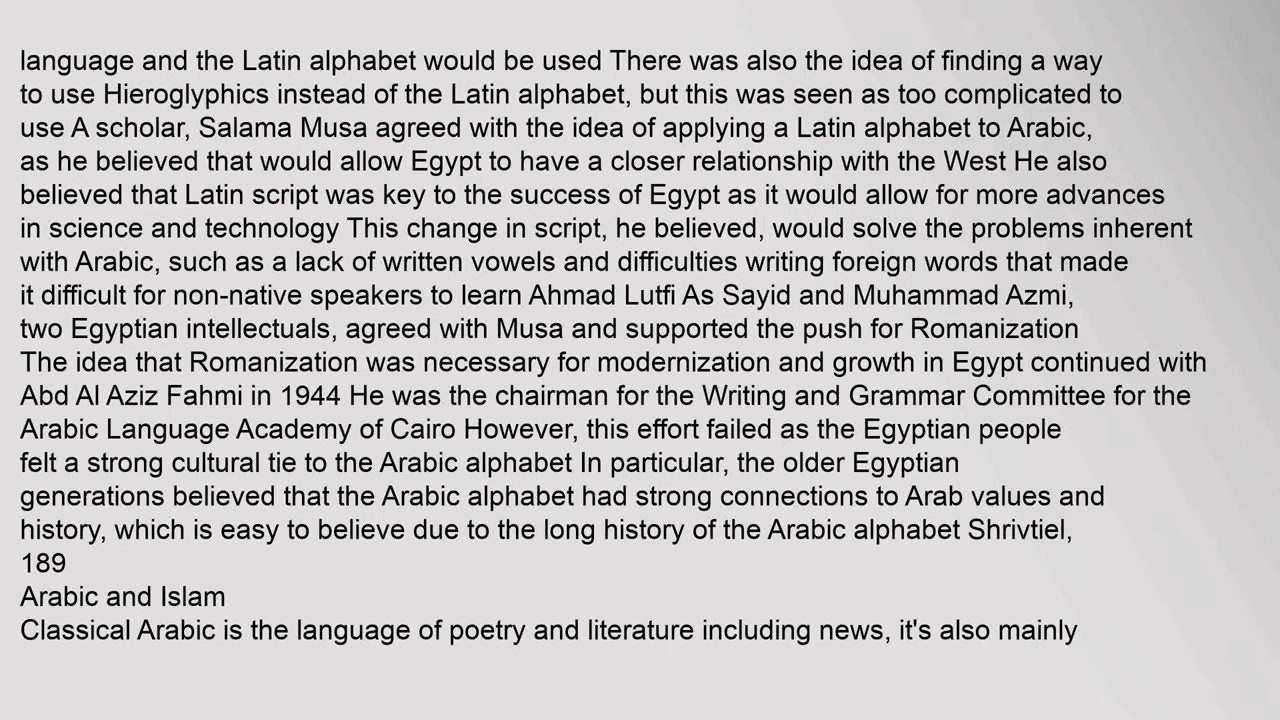 language and the Latin alphabet would be used There was also the idea of finding a way
to use Hieroglyphics instead of the Latin alphabet, but this was seen as too complicated to
use A scholar, Salama Musa agreed with the idea of applying a Latin alphabet to Arabic,
as he believed that would allow Egypt to have a closer relationship with the West He also
believed that Latin script was key to the success of Egypt as it would allow for more advances
in science and technology This change in script, he believed, would solve the problems inherent
with Arabic, such as a lack of written vowels and difficulties writing foreign words that made
it difficult for non-native speakers to learn Ahmad Lutfi As Sayid and Muhammad Azmi,
two Egyptian intellectuals, agreed with Musa and supported the push for Romanization
The idea that Romanization was necessary for modernization and growth in Egypt continued with
Abd Al Aziz Fahmi in 1944 He was the chairman for the Writing and Grammar Committee for the
Arabic Language Academy of Cairo However, this effort failed as the Egyptian people
felt a strong cultural tie to the Arabic alphabet In particular, the older Egyptian
generations believed that the Arabic alphabet had strong connections to Arab values and
history, which is easy to believe due to the long history of the Arabic alphabet Shrivtiel,
189
Arabic and Islam
Classical Arabic is the language of poetry and literature including news, it's also mainly